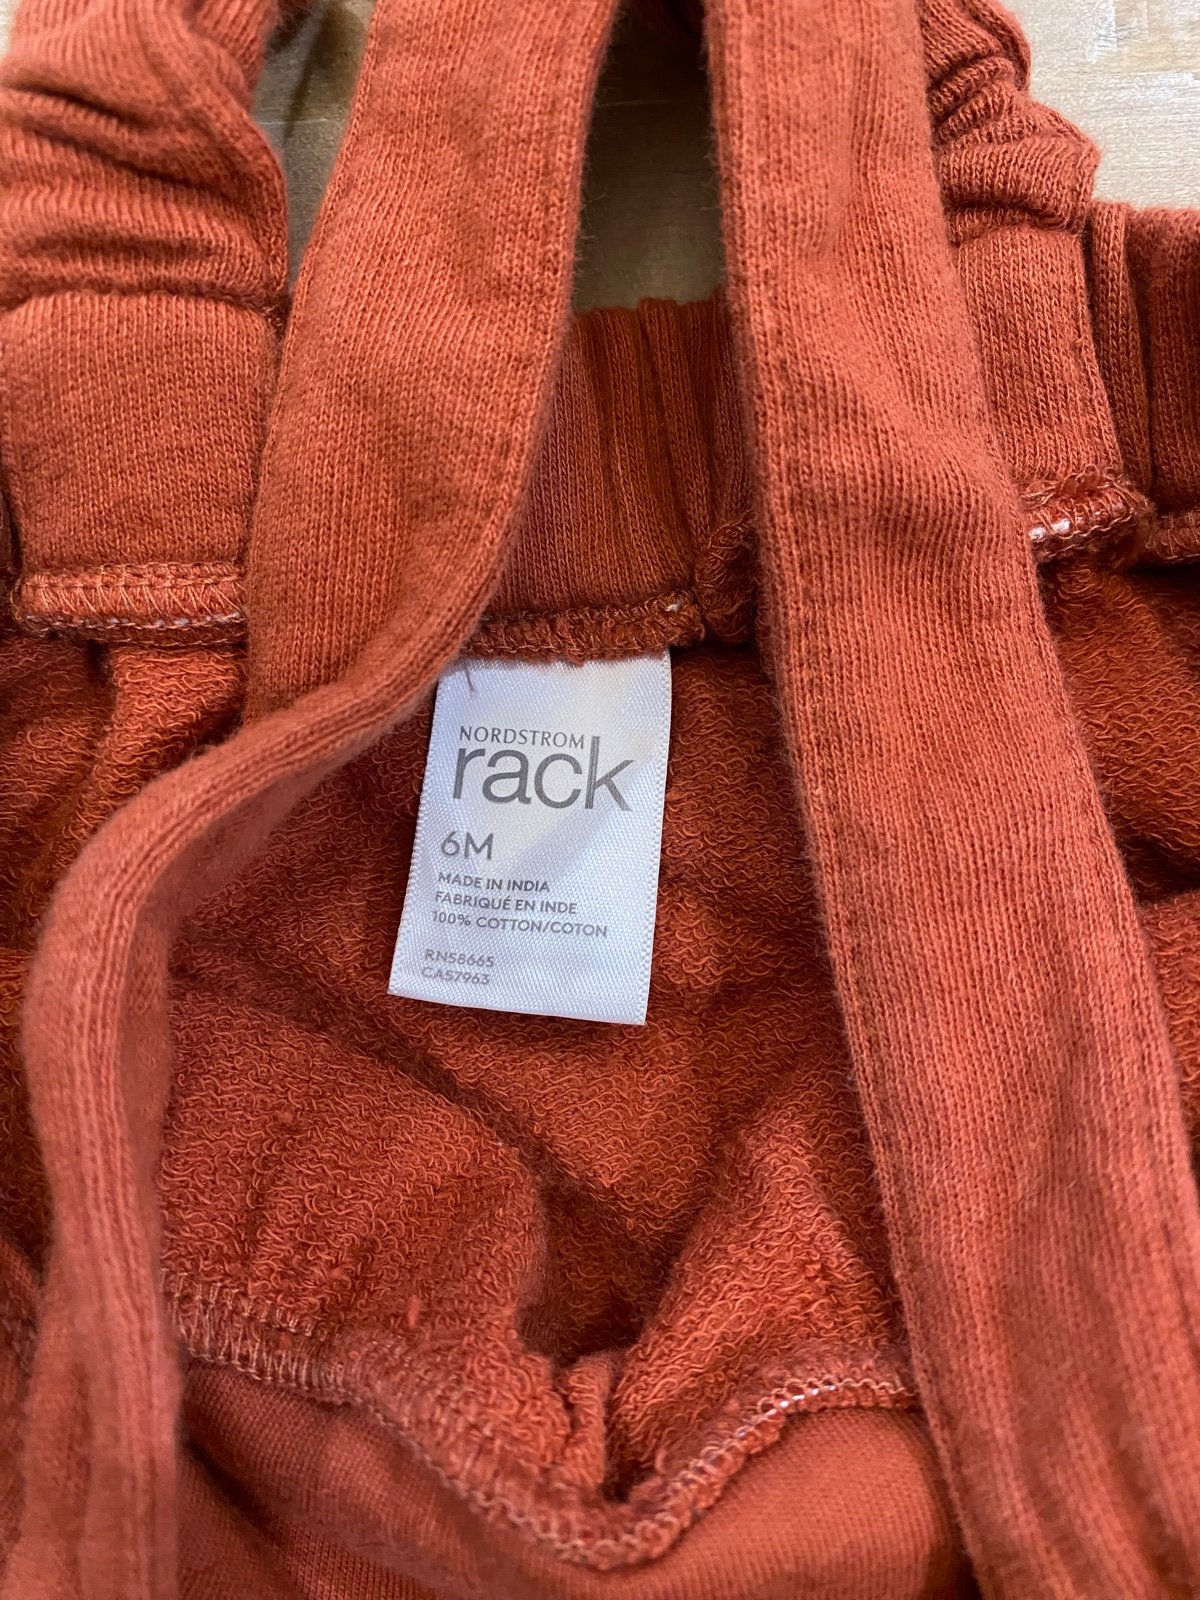 NORDSTROM
rack
6M
MADE IN INDIA
FABRIQUÉ EN INDE
100% COTTON/COTON
RN58665
CA57963